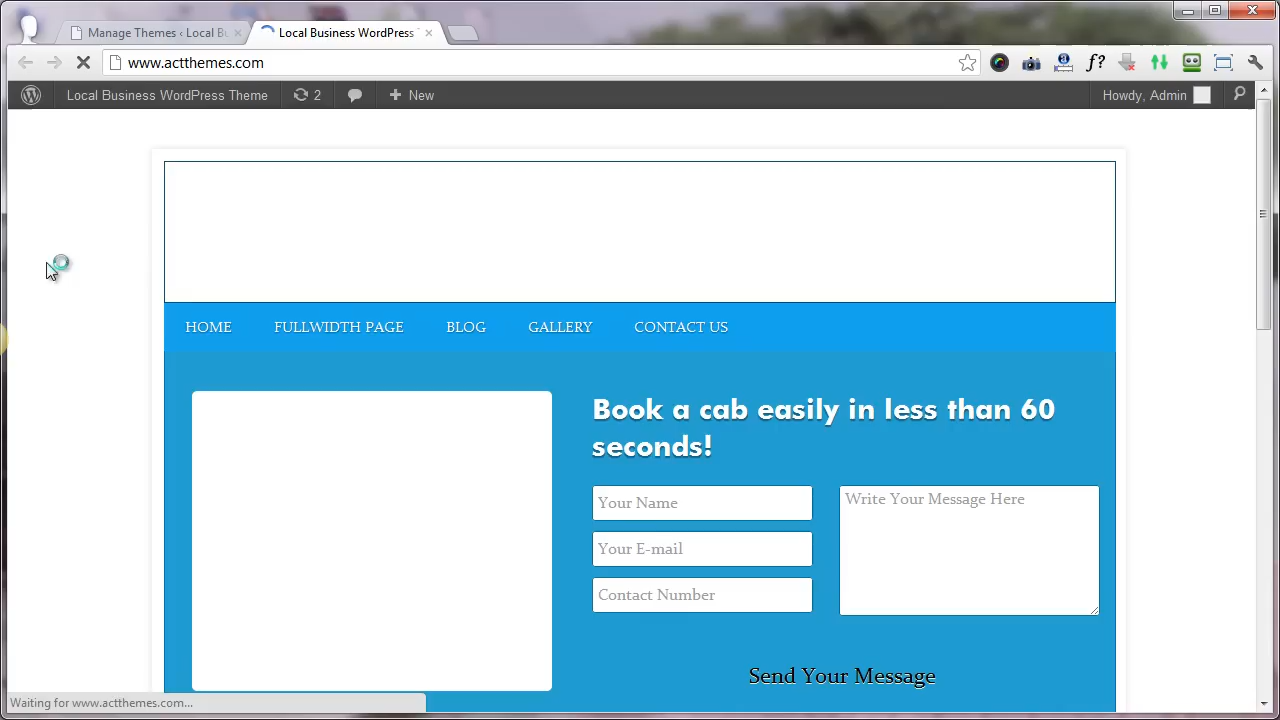 Manage Themes ‹ Local Bu
Local Business WordPress T
www.actthemes.com
f?
Local Business WordPress Theme
2
New
Howdy, Admin
HOME
FULLWIDTH PAGE
BLOG
GALLERY
CONTACT US
Book a cab easily in less than 60
seconds!
Your Name
Write Your Message Here
Your E-mail
Contact Number
Send Your Message
Waiting for www.actthemes.com...